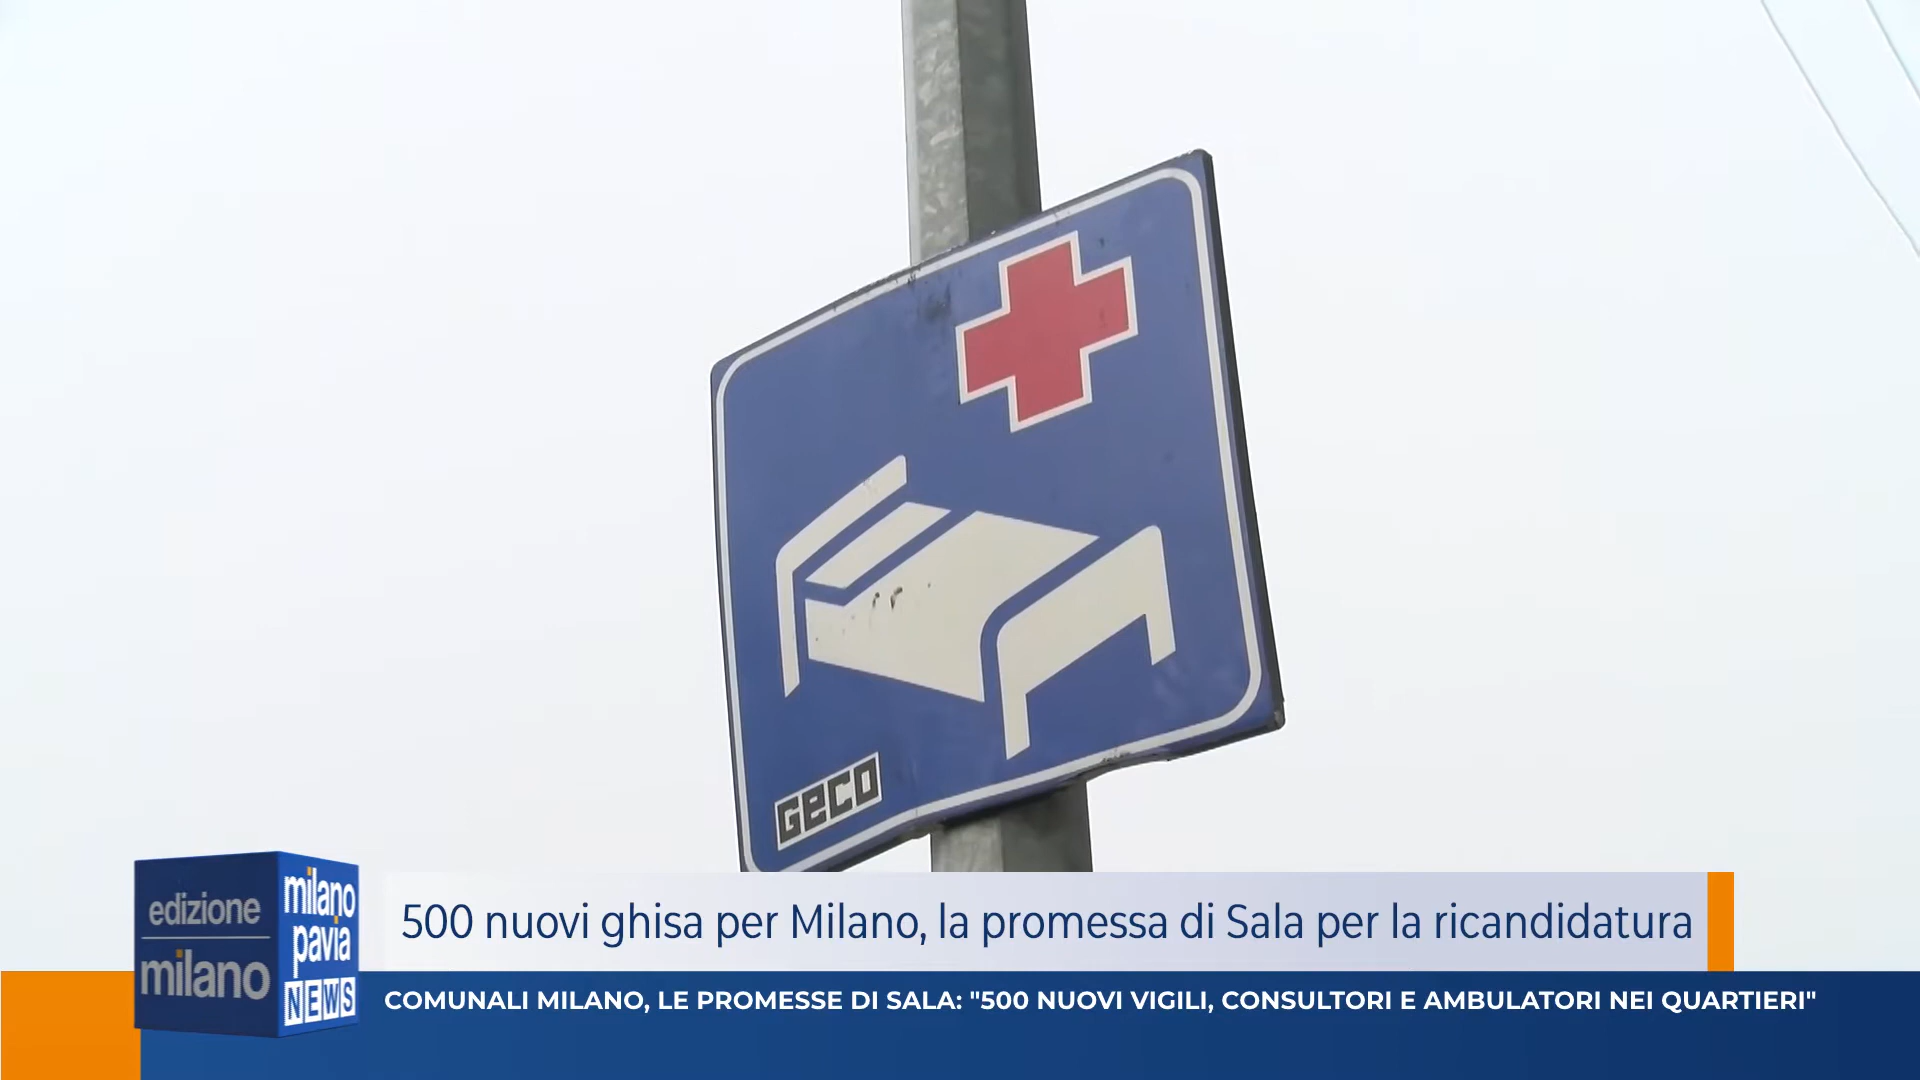 GECO
edizione
milano
milano
pavia
NEWS
500 nuovi ghisa per Milano, la promessa di Sala per la ricandidatura
COMUNALI MILANO, LE PROMESSE DI SALA: "500 NUOVI VIGILI, CONSULTORI E AMBULATORI NEI QUARTIERI"